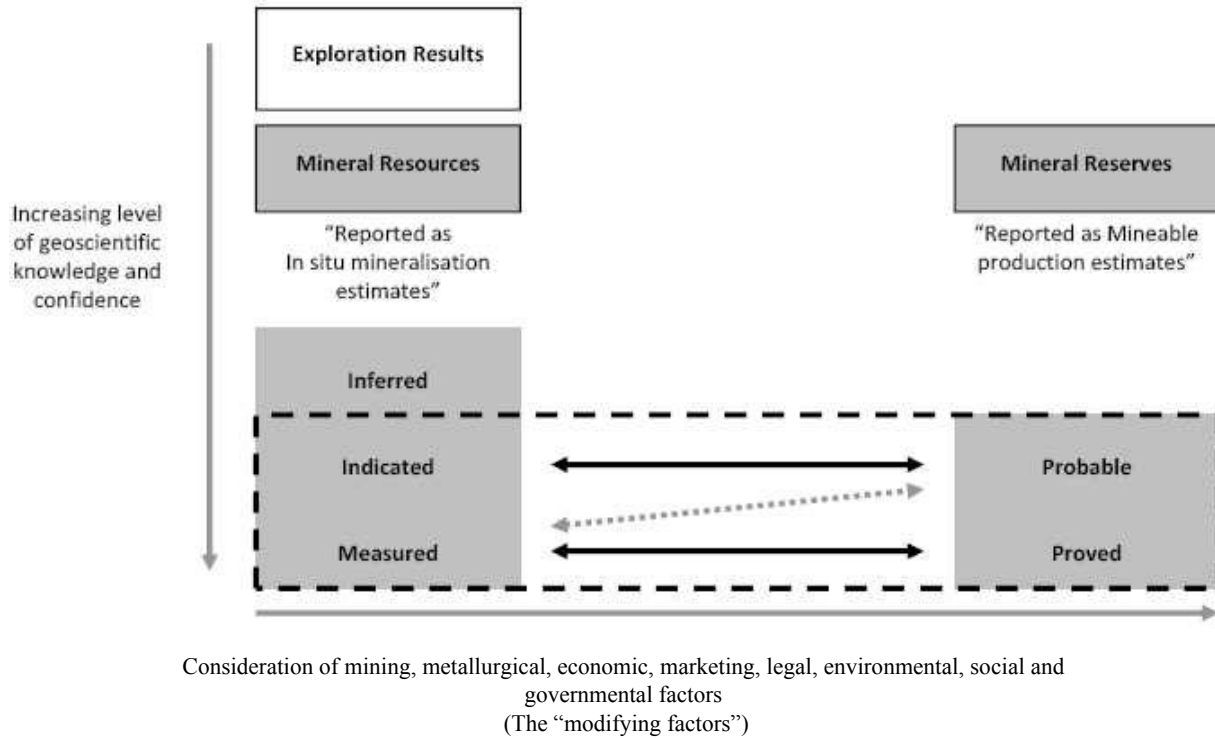 Exploration Results
Mineral Resources
Mineral Reserves
Increasing level
of geoscientific
knowledge and
confidence
“Reported as
In situ mineralisation
estimates”
“Reported as Mineable
production estimates”
Inferred
Indicated
Probable
Measured
Proved
Consideration of mining, metallurgical, economic, marketing, legal, environmental, social and
governmental factors
(The “modifying factors”)